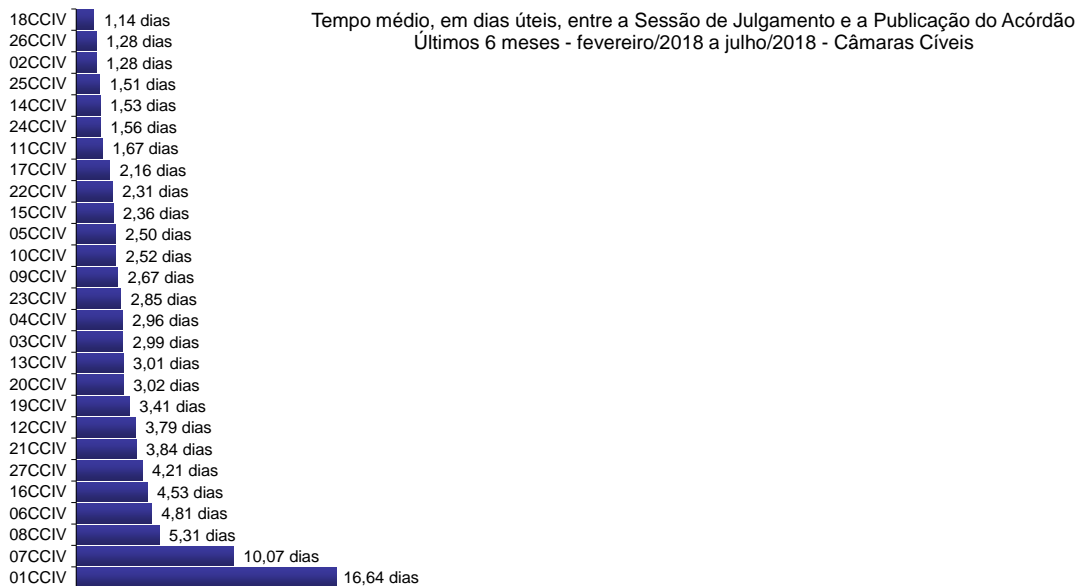 Tempo médio, em dias úteis, entre a Sessão de Julgamento e a Publicação do Acórdão
Últimos 6 meses - fevereiro/2018 a julho/2018 - Câmaras Cíveis
18CCIV 1,14 dias
26CCIV 1,28 dias
02CCIV 1,28 dias
25CCIV 1,51 dias
14CCIV 1,53 dias
24CCIV 1,56 dias
11CCIV 1,67 dias
17CCIV 2,16 dias
22CCIV 2,31 dias
15CCIV 2,36 dias
05CCIV 2,50 dias
10CCIV 2,52 dias
09CCIV 2,67 dias
23CCIV 2,85 dias
04CCIV 2,96 dias
03CCIV 2,99 dias
13CCIV 3,01 dias
20CCIV 3,02 dias
19CCIV 3,41 dias
12CCIV 3,79 dias
21CCIV 3,84 dias
27CCIV 4,21 dias
16CCIV 4,53 dias
06CCIV 4,81 dias
08CCIV 5,31 dias
07CCIV 10,07 dias
01CCIV 16,64 dias